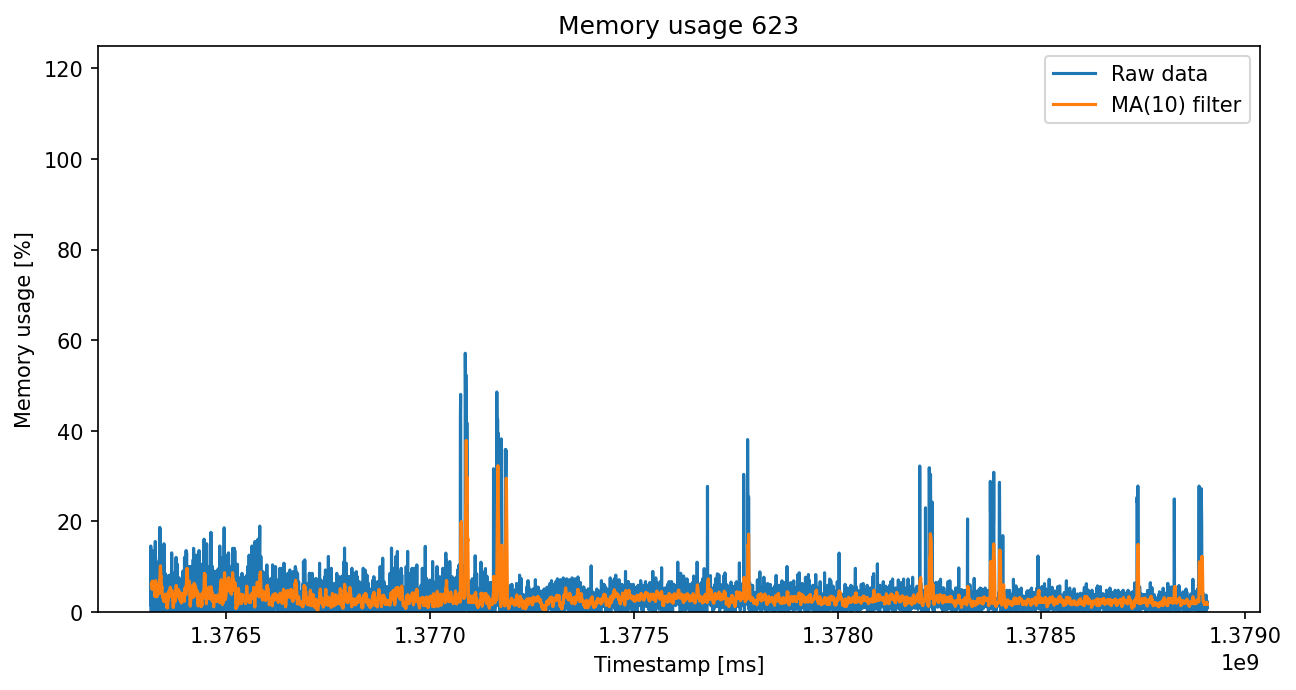 Memory usage 623
Raw data
MA(10) filter
Memory usage [%]
120
100
80
60
40
20
0
1.3765 1.3770 1.3775 1.3780 1.3785 1.3790
1e9
Timestamp [ms]